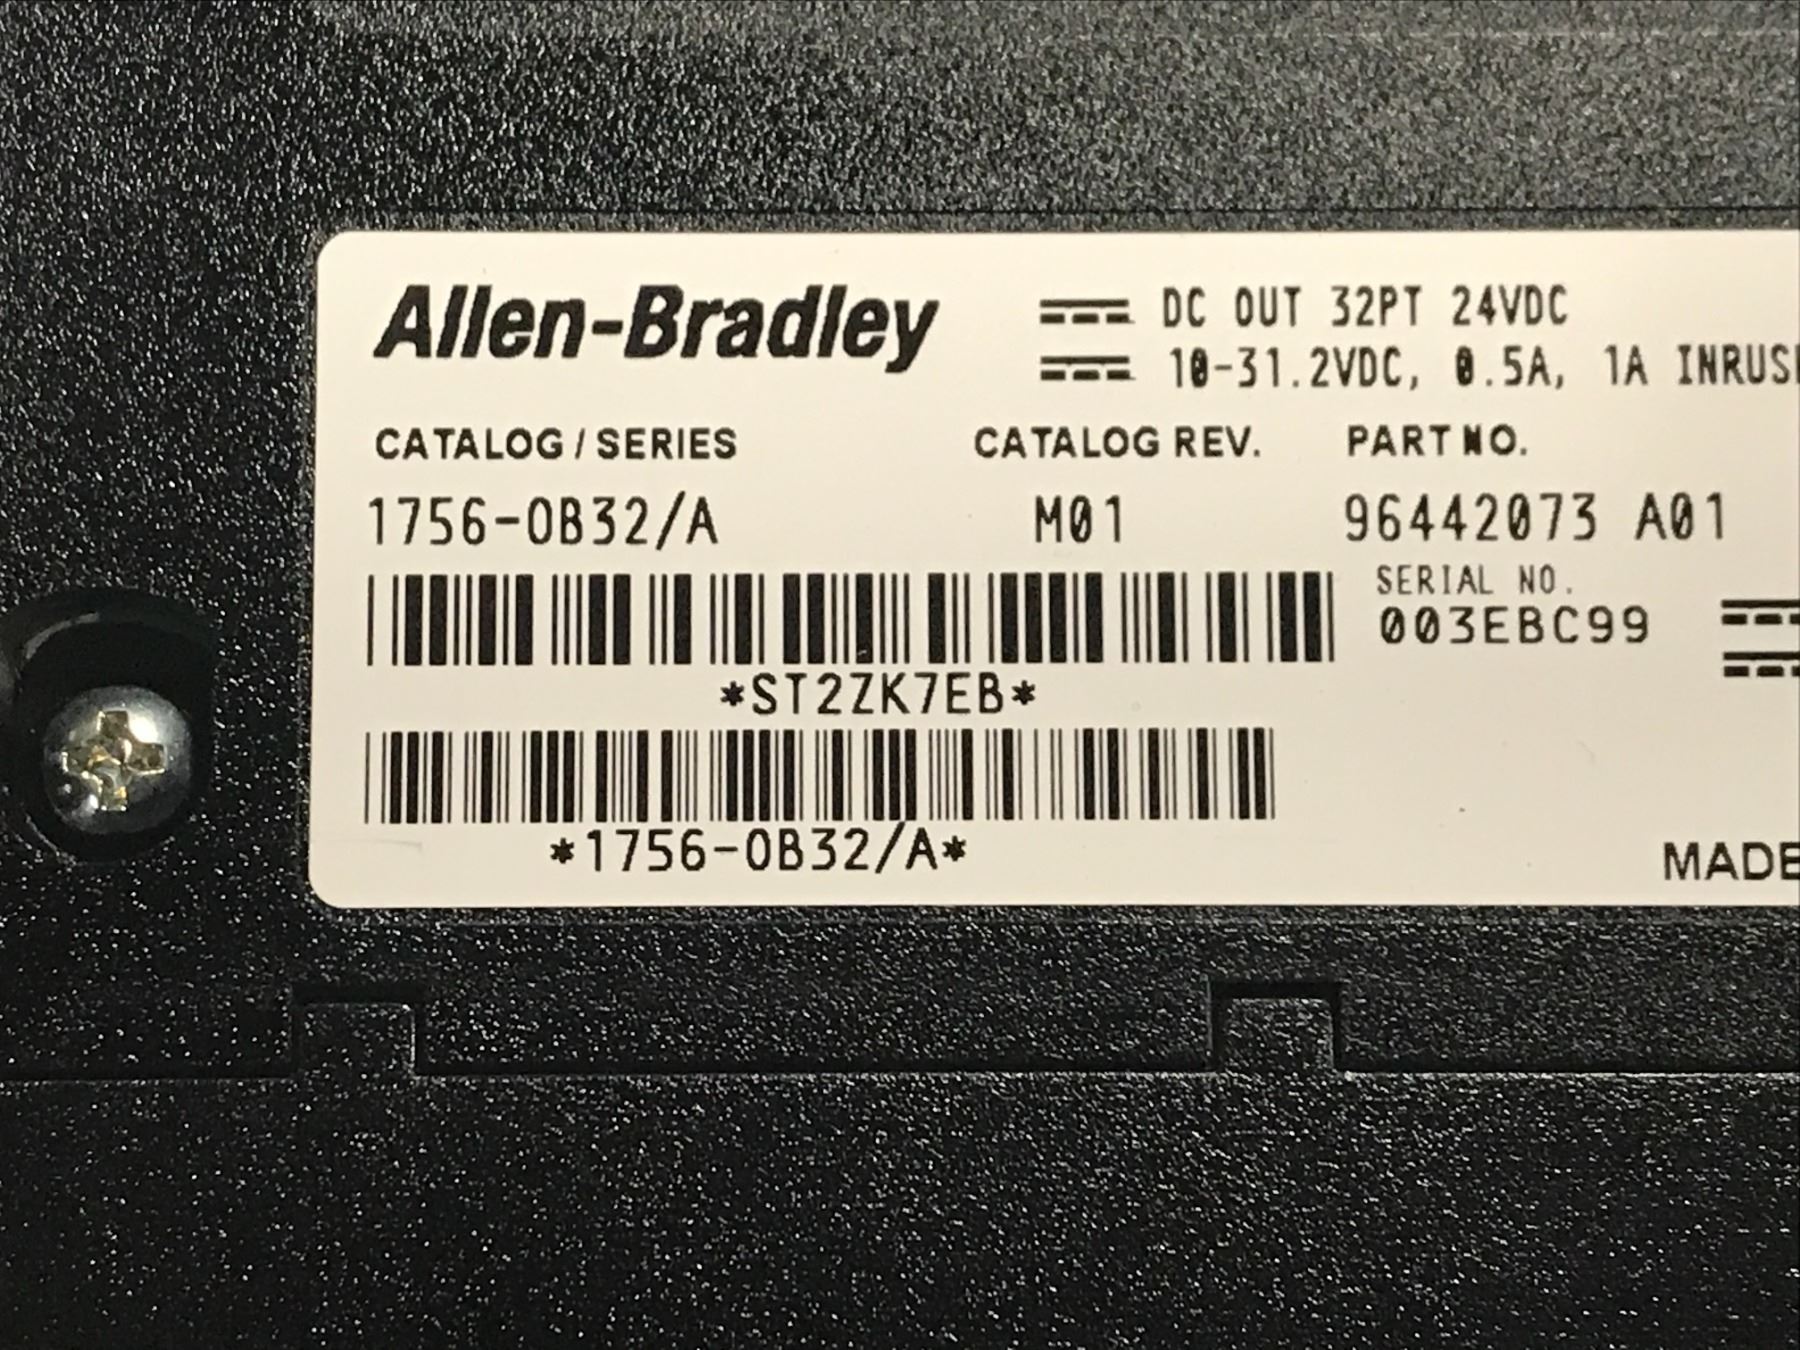 Allen-Bradley
DC OUT 32PT 24VDC
10-31.2VDC, 0.5A, 1A
CATALOG / SERIES
CATALOG REV.
PART NO.
1756-OB32/A
M01
96442073 A01
SERIAL NO.
003EBC99
*ST2ZK7EB*
*1756-OB32/A*
MADE